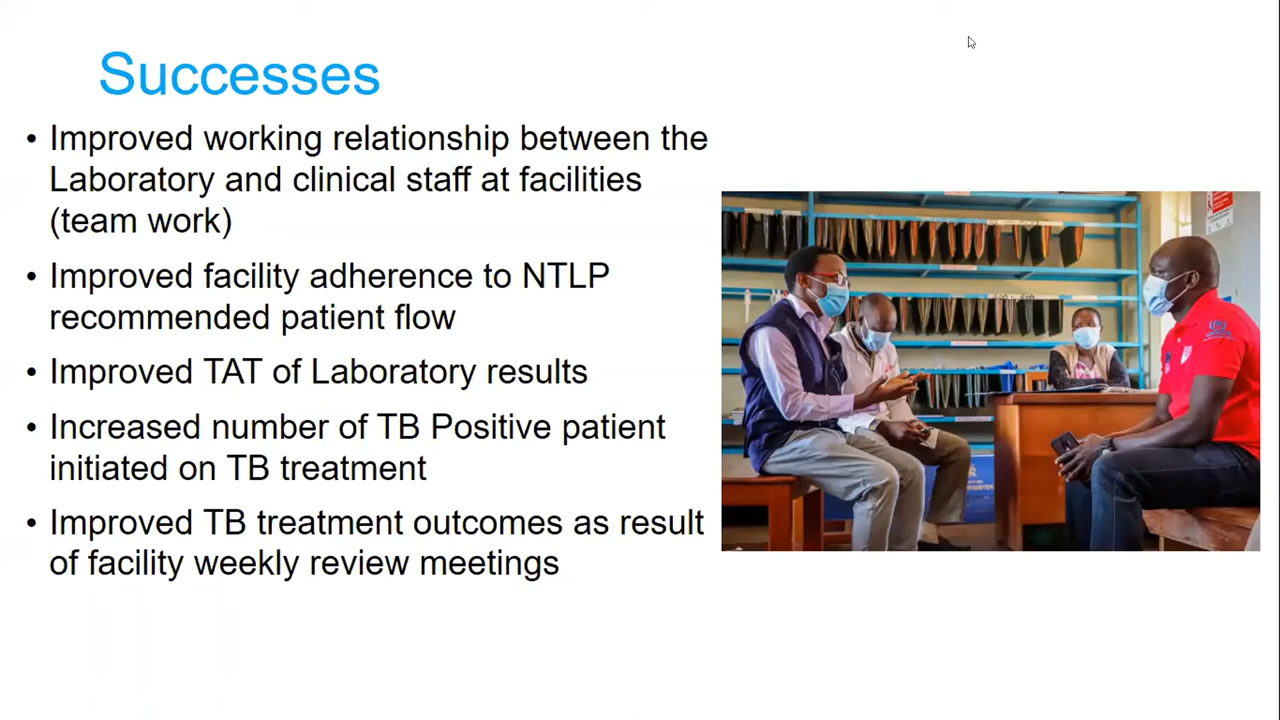 Successes
• Improved working relationship between the
Laboratory and clinical staff at facilities
(team work)
• Improved facility adherence to NTLP
recommended patient flow
• Improved TAT of Laboratory results
• Increased number of TB Positive patient
initiated on TB treatment
• Improved TB treatment outcomes as result
of facility weekly review meetings